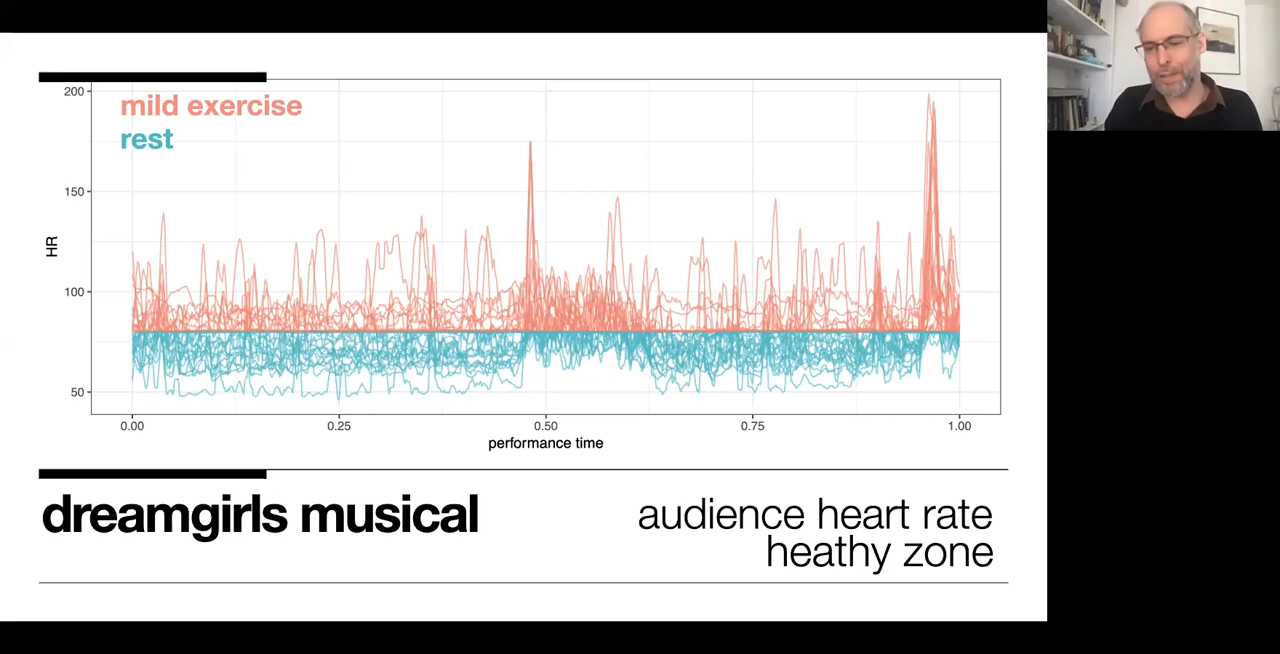 mild exercise
rest
200
150
100
50
HR
0.00 0.25 0.50 0.75 1.00
performance time
dreamgirls musical
audience heart rate
heathy zone